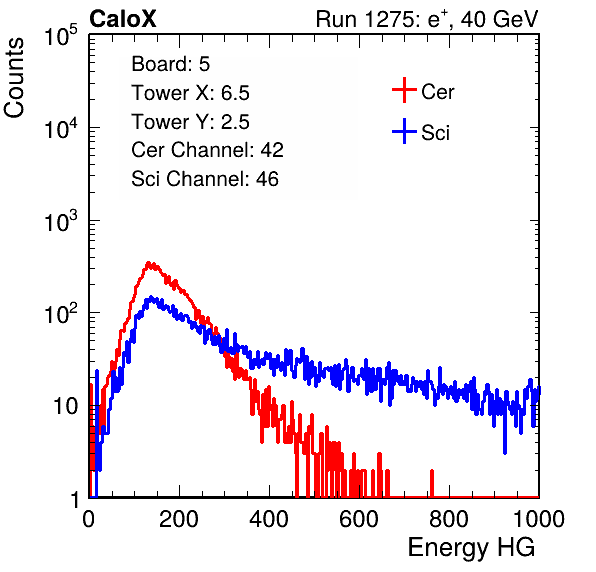 CaloX Run 1275: e+, 40 GeV
Counts
10^5
10^4
10^3
10^2
10
1
Board: 5
Tower X: 6.5
Tower Y: 2.5
Cer Channel: 42
Sci Channel: 46
Cer
Sci
0 200 400 600 800 1000
Energy HG